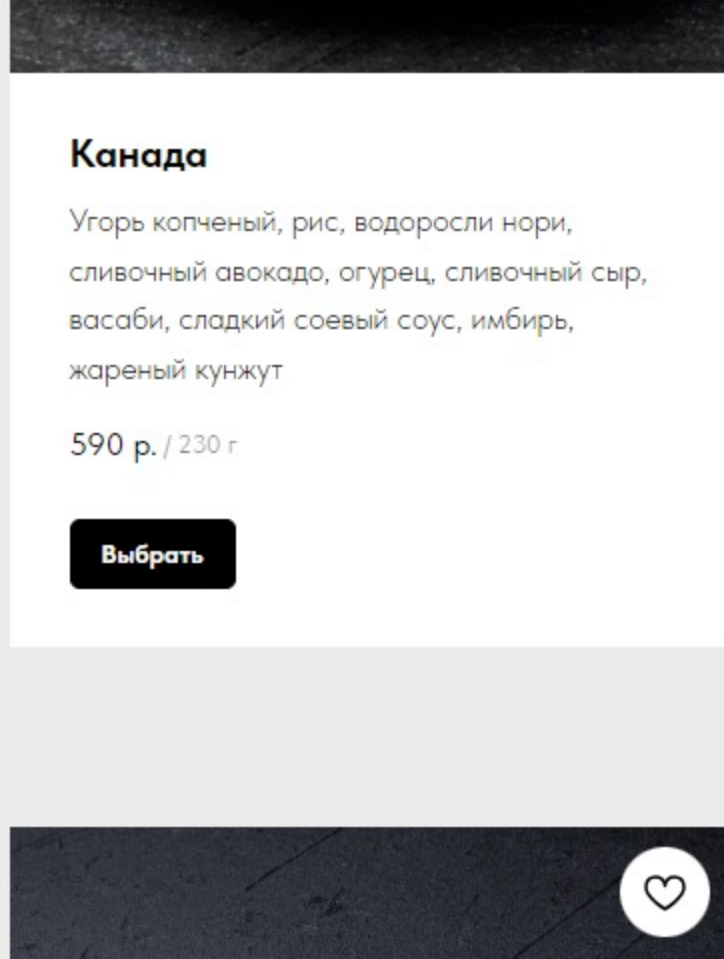 Канада
Угорь копченый, рис, водоросли нори,
сливочный авокадо, огурец, сливочный сыр,
васаби, сладкий соевый соус, имбирь,
жареный кунжут
590 р. / 230 г
Выбрать